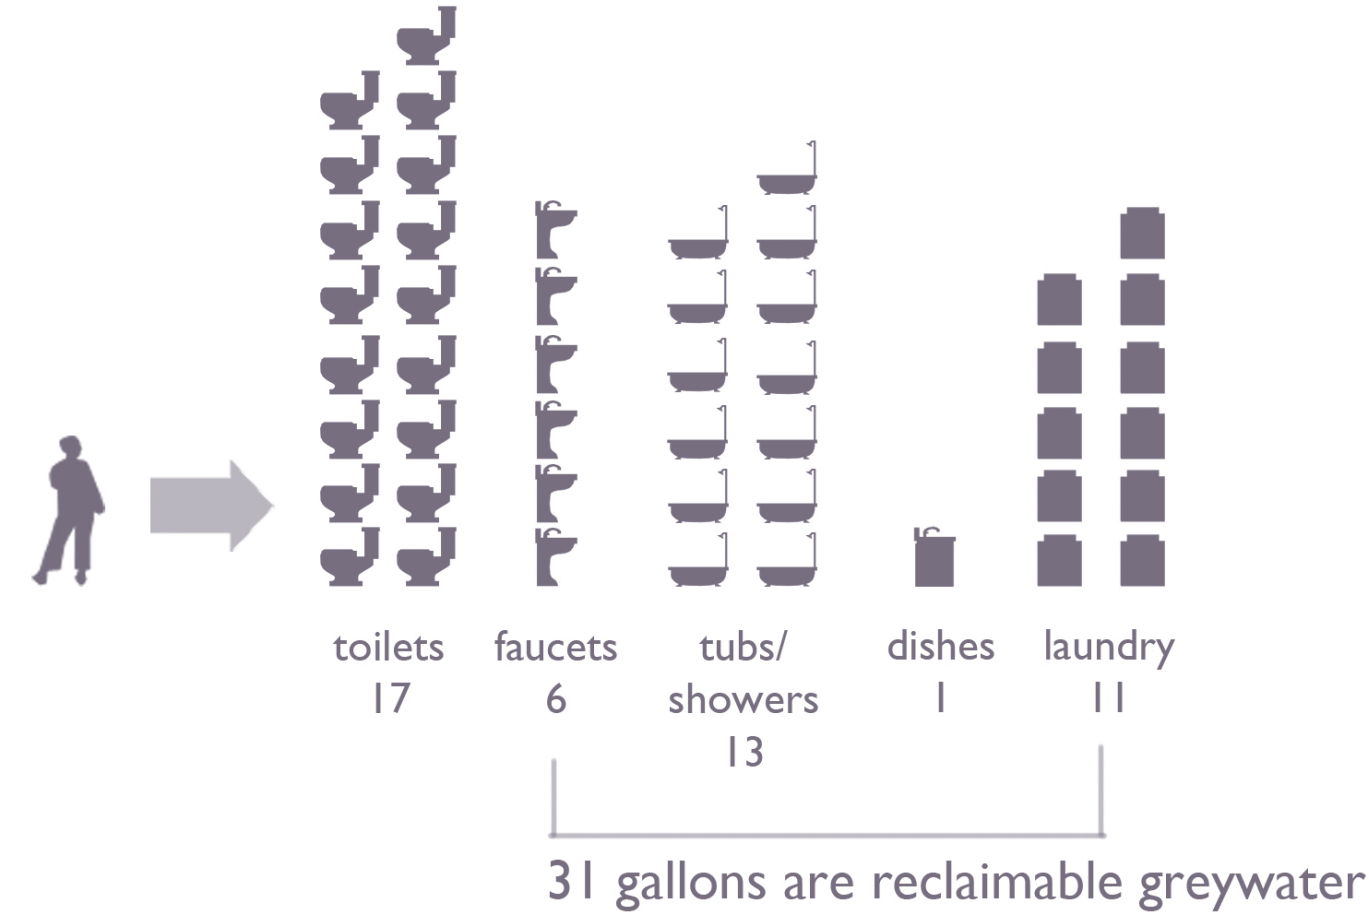 toilets
17
faucets
6
tubs/
showers
13
dishes
1
laundry
11
31 gallons are reclaimable greywater